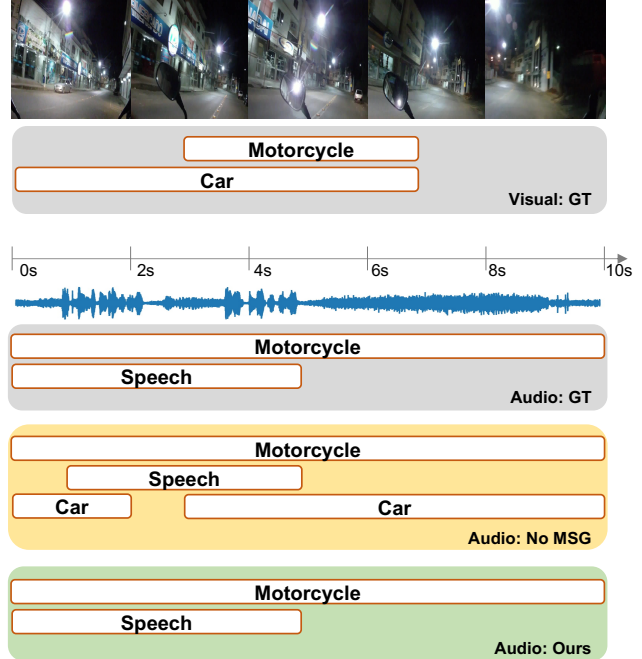 Motorcycle
Car
Visual: GT
0s 2s 4s 6s 8s 10s
Motorcycle
Speech
Audio: GT
Motorcycle
Speech
Car Car
Audio: No MSG
Motorcycle
Speech
Audio: Ours